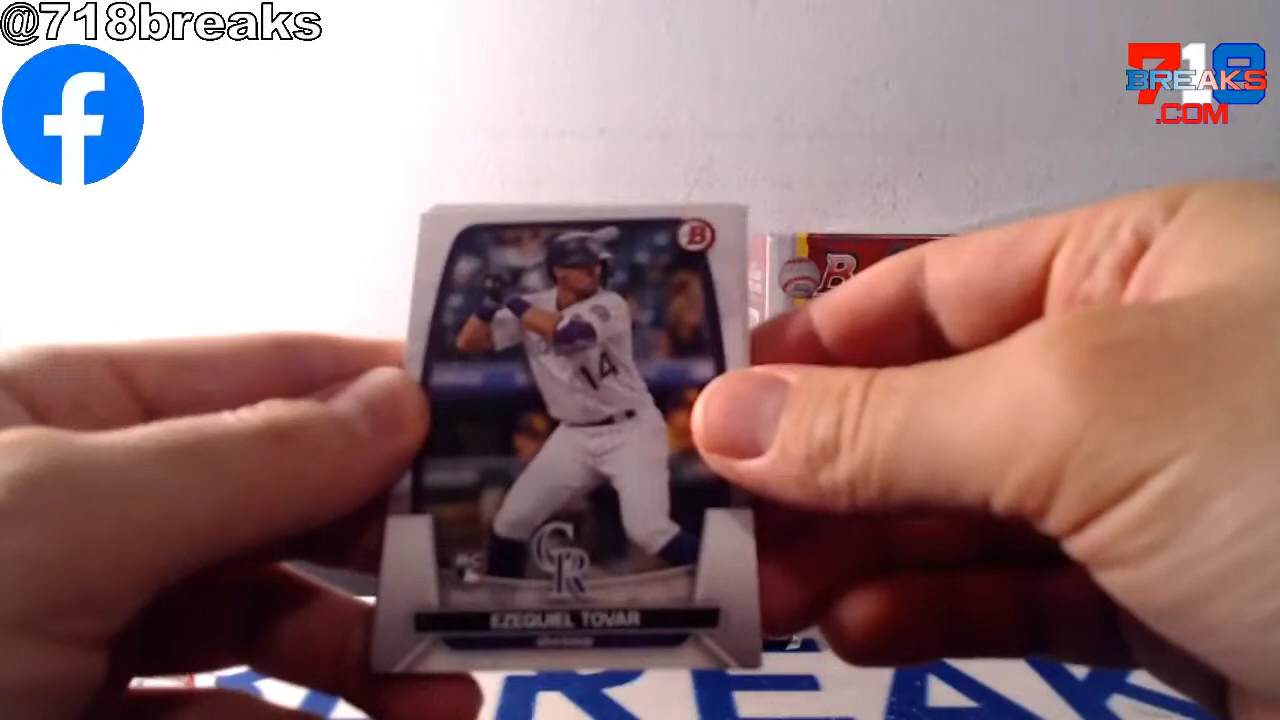 @718breaks
718
BREAKS
.COM
B
B
14
CR
EZEQUIEL TOVAR
REAK